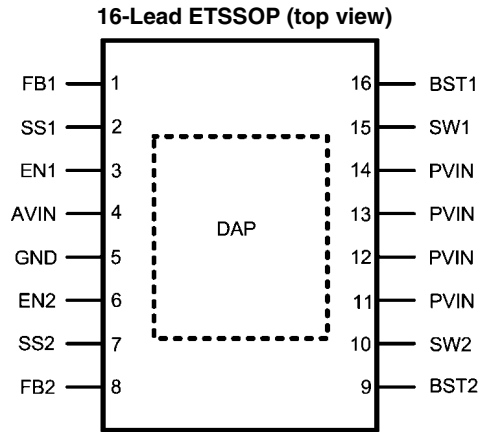 16-Lead ETSSOP (top view)
FB1 1 16 BST1
SS1 2 15 SW1
EN1 3 14 PVIN
AVIN 4 13 PVIN
DAP
GND 5 12 PVIN
EN2 6 11 PVIN
SS2 7 10 SW2
FB2 8 9 BST2